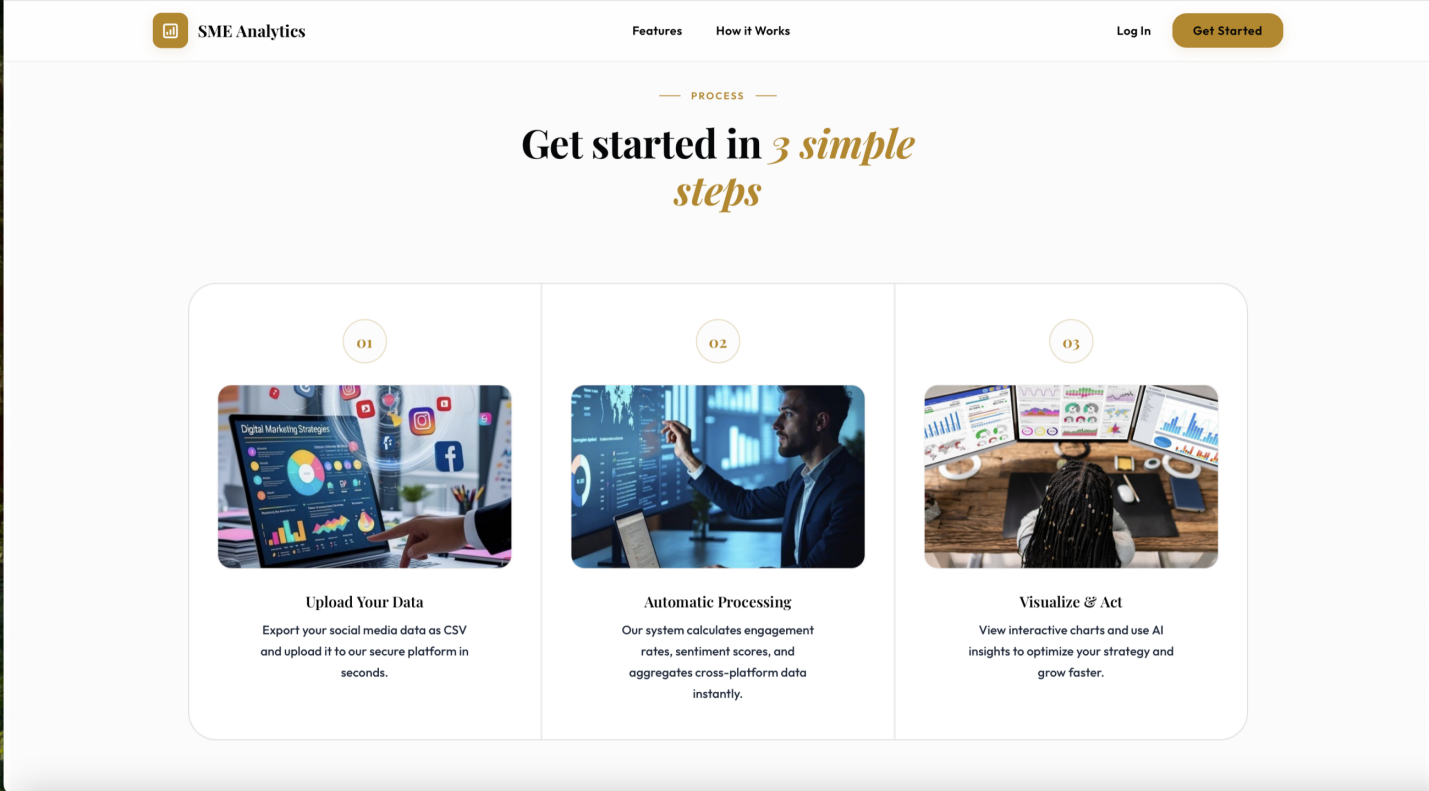 SME Analytics
Features
How it Works
Log In
Get Started
PROCESS
Get started in 3 simple
steps
01
02
03
Digital Marketing Strategies
Upload Your Data
Export your social media data as CSV
and upload it to our secure platform in
seconds.
Automatic Processing
Our system calculates engagement
rates, sentiment scores, and
aggregates cross-platform data
instantly.
Visualize & Act
View interactive charts and use AI
insights to optimize your strategy and
grow faster.